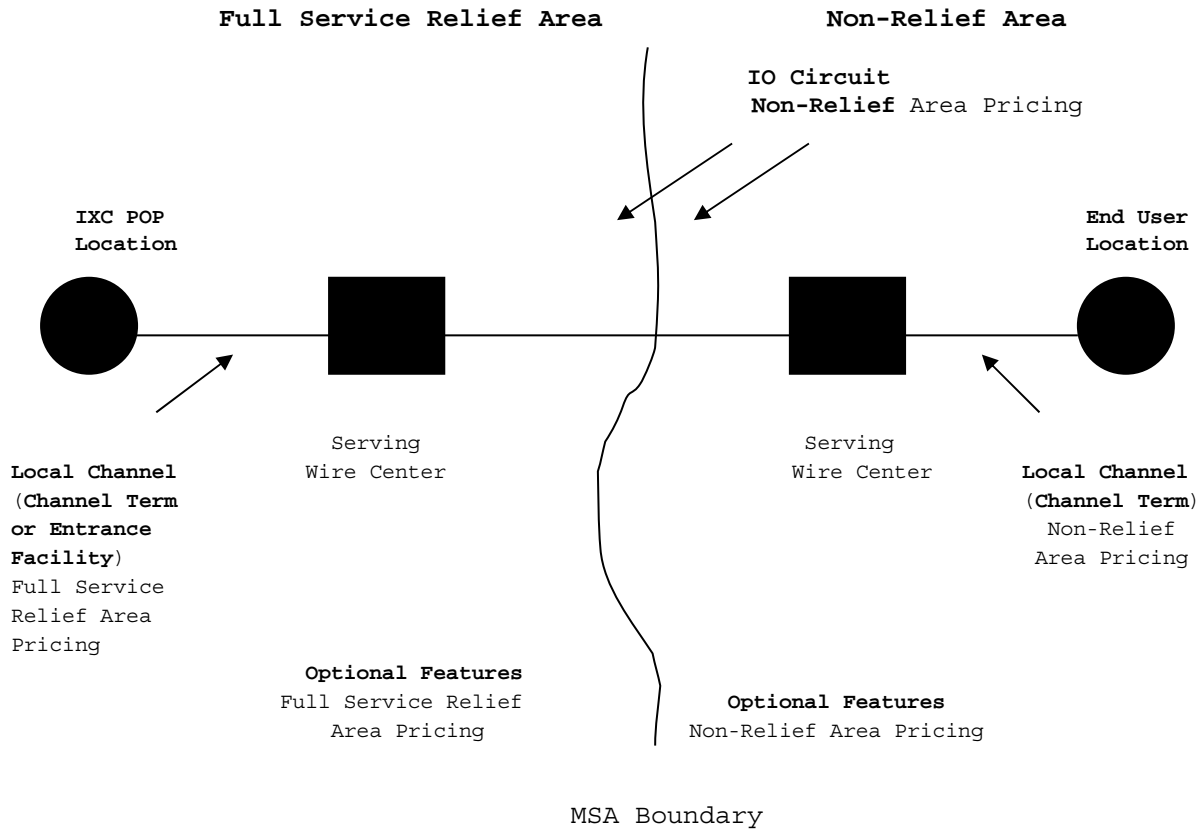 Full Service Relief Area
Non-Relief Area
IO Circuit
Non-Relief Area Pricing
IXC POP
Location
End User
Location
Serving
Wire Center
Serving
Wire Center
Local Channel
(Channel Term
or Entrance
Facility)
Full Service
Relief Area
Pricing
Local Channel
(Channel Term)
Non-Relief
Area Pricing
Optional Features
Full Service Relief
Area Pricing
Optional Features
Non-Relief Area Pricing
MSA Boundary